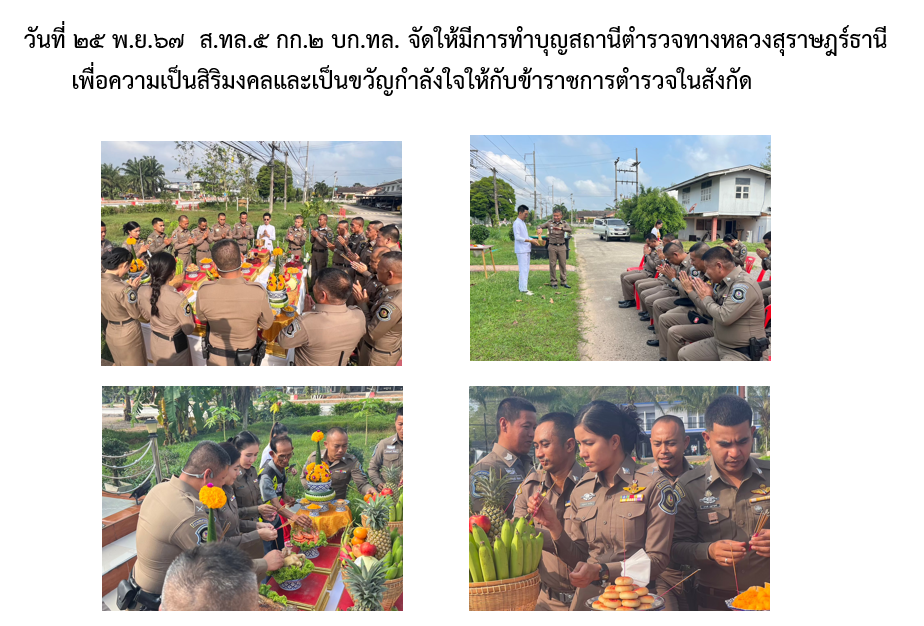 วันที่ ๒๕ พ.ย.๖๗ ส.ทล.๕ กก.๒ บก.ทล. จัดให้มีการทำบุญสถานีตำรวจทางหลวงสุราษฎร์ธานี
เพื่อความเป็นสิริมงคลและเป็นขวัญกำลังใจให้กับข้าราชการตำรวจในสังกัด